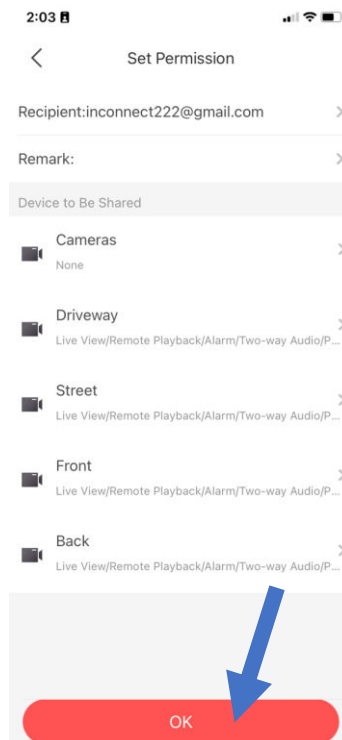 2:03
Set Permission
Recipient:inconnect222@gmail.com
Remark:
Device to Be Shared
Cameras
None
Driveway
Live View/Remote Playback/Alarm/Two-way Audio/P...
Street
Live View/Remote Playback/Alarm/Two-way Audio/P...
Front
Live View/Remote Playback/Alarm/Two-way Audio/P...
Back
Live View/Remote Playback/Alarm/Two-way Audio/P...
OK